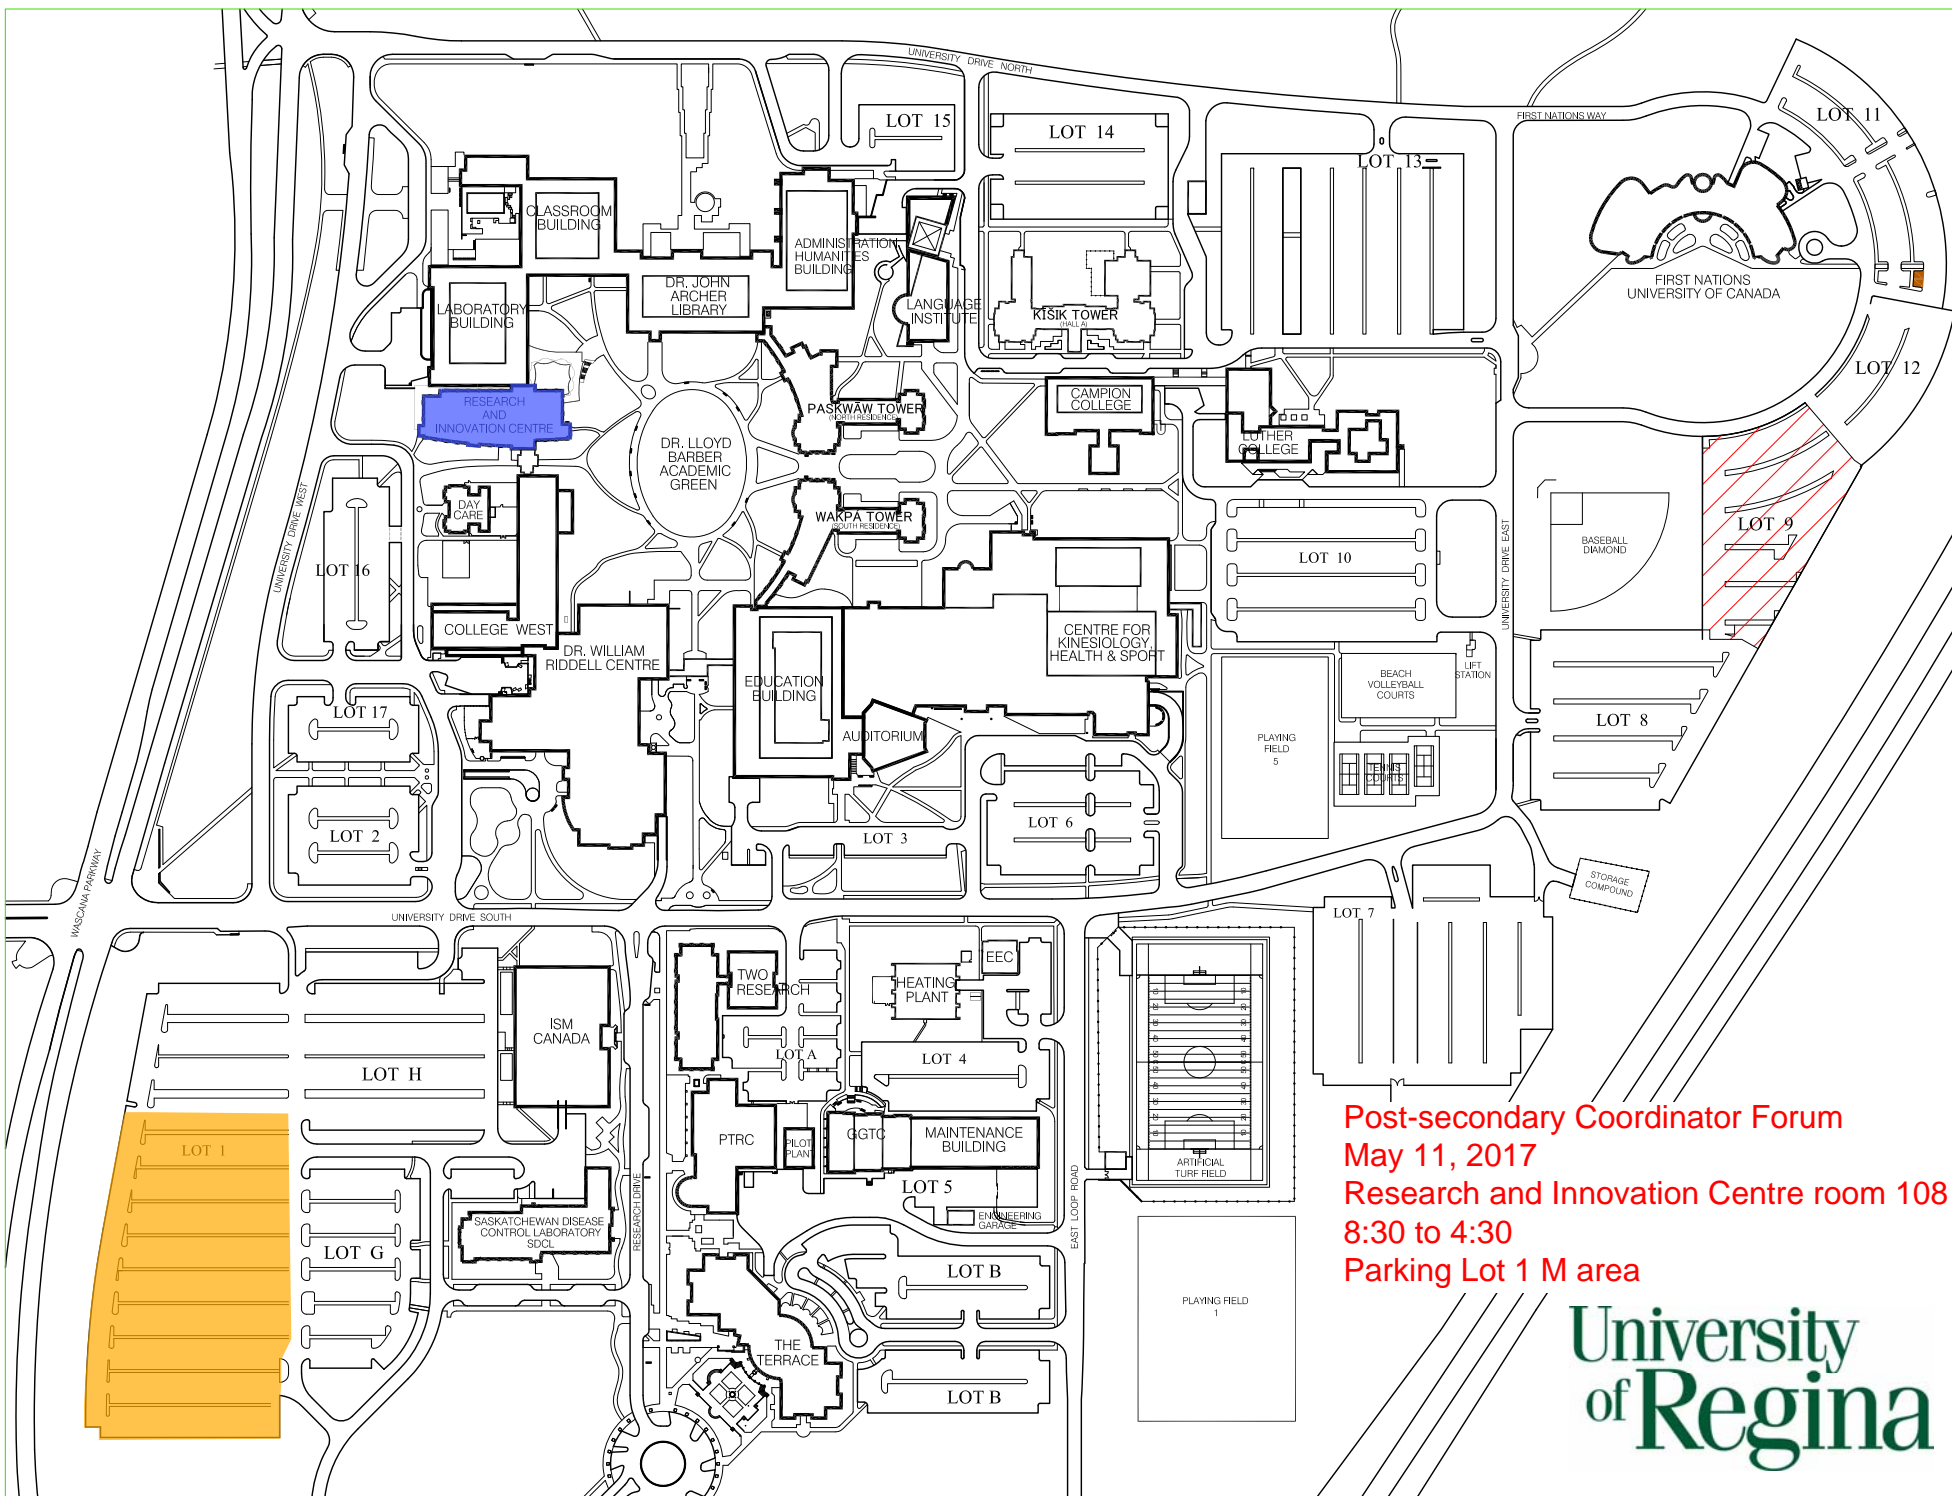 UNIVERSITY DRIVE NORTH
FIRST NATIONS WAY
LOT 11
LOT 15
LOT 14
LOT 13
CLASSROOM
BUILDING
ADMINISTRATION
HUMANITIES
BUILDING
DR. JOHN
ARCHER
LIBRARY
LABORATORY
BUILDING
LANGUAGE
INSTITUTE
KĪŠIK TOWER
(HALL A)
FIRST NATIONS
UNIVERSITY OF CANADA
LOT 12
RESEARCH
AND
INNOVATION CENTRE
PASKWĀW TOWER
(NORTH RESIDENCE)
CAMPION
COLLEGE
LUTHER
COLLEGE
DR. LLOYD
BARBER
ACADEMIC
GREEN
DAY
CARE
WAKPÁ TOWER
(SOUTH RESIDENCE)
UNIVERSITY DRIVE WEST
LOT 16
LOT 10
UNIVERSITY DRIVE EAST
BASEBALL
DIAMOND
LOT 9
COLLEGE WEST
DR. WILLIAM
RIDDELL CENTRE
CENTRE FOR
KINESIOLOGY,
HEALTH & SPORT
EDUCATION
BUILDING
AUDITORIUM
BEACH
VOLLEYBALL
COURTS
LIFT
STATION
LOT 17
LOT 8
PLAYING
FIELD
5
TENNIS
COURTS
LOT 2
LOT 3
LOT 6
STORAGE
COMPOUND
WASCANA PARKWAY
UNIVERSITY DRIVE SOUTH
LOT 7
TWO
RESEARCH
HEATING
PLANT
EEC
ISM
CANADA
LOT A
LOT 4
LOT H
LOT 1
PTRC
PILOT
PLANT
GGTC
MAINTENANCE
BUILDING
ARTIFICIAL
TURF FIELD
LOT 5
ENGINEERING
GARAGE
RESEARCH DRIVE
EAST LOOP ROAD
SASKATCHEWAN DISEASE
CONTROL LABORATORY
SDCL
LOT G
LOT B
THE
TERRACE
LOT B
PLAYING FIELD
1
Post-secondary Coordinator Forum
May 11, 2017
Research and Innovation Centre room 108
8:30 to 4:30
Parking Lot 1 M area
University
of Regina